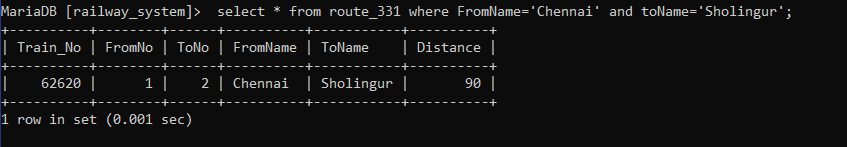 MariaDB [railway_system]>  select * from route_331 where FromName='Chennai' and toName='Sholingur';
+----------+--------+------+----------+-----------+----------+
| Train_No | FromNo | ToNo | FromName | ToName    | Distance |
+----------+--------+------+----------+-----------+----------+
|    62620 |      1 |    2 | Chennai  | Sholingur |       90 |
+----------+--------+------+----------+-----------+----------+
1 row in set (0.001 sec)